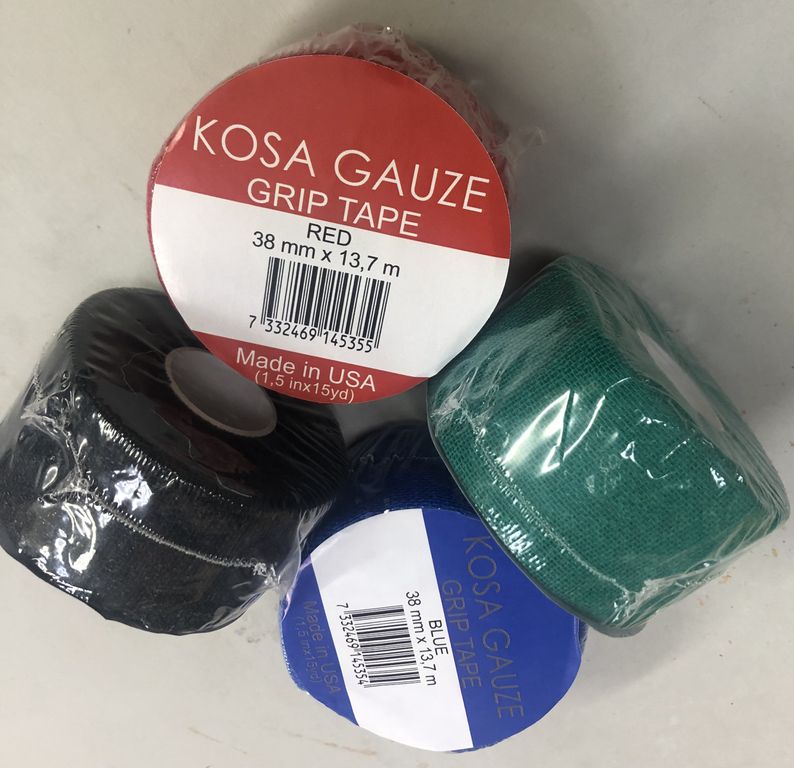 KOSA GAUZE
GRIP TAPE
RED
38 mm x 13,7 m
7 332469 145355
Made in USA
(1,5 inx15yd)
KOSA GAUZE
GRIP TAPE
BLUE
38 mm x 13,7 m
7 332469 145354
Made in USA
(1,5 inx15yd)